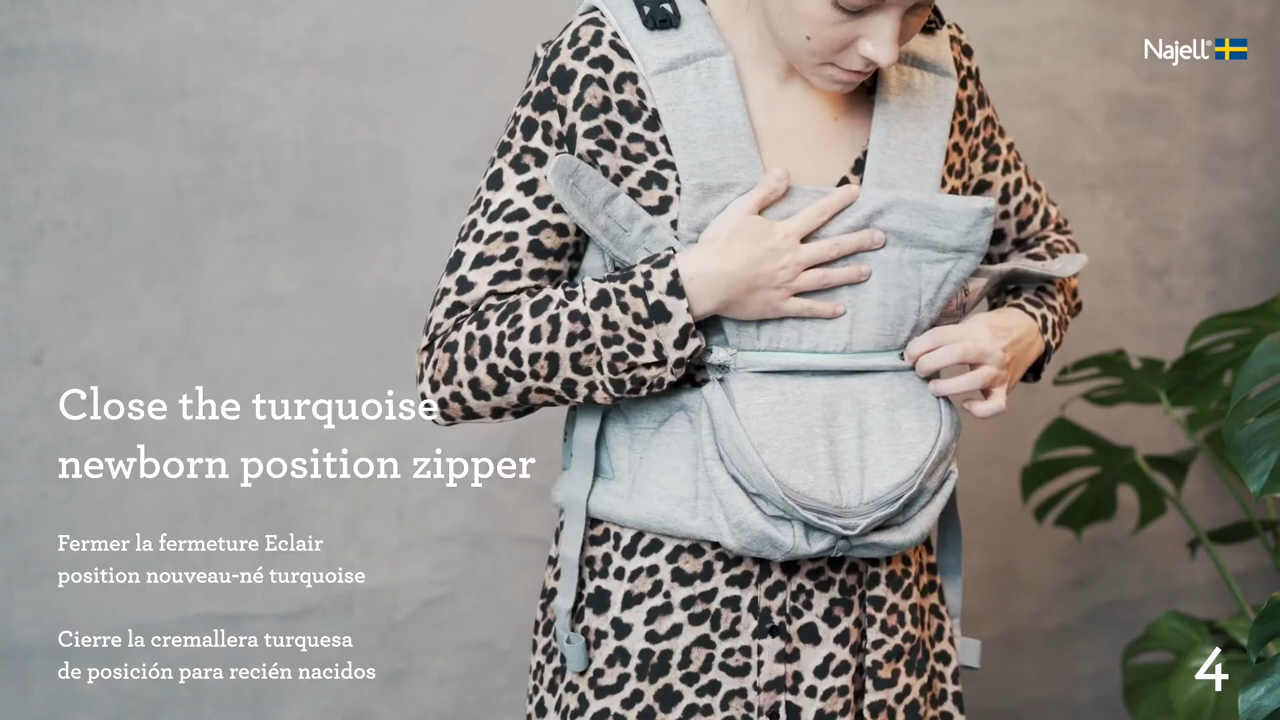 Najell®
Close the turquoise
newborn position zipper
Fermer la fermeture Eclair
position nouveau-né turquoise
Cierre la cremallera turquesa
de posición para recién nacidos
4